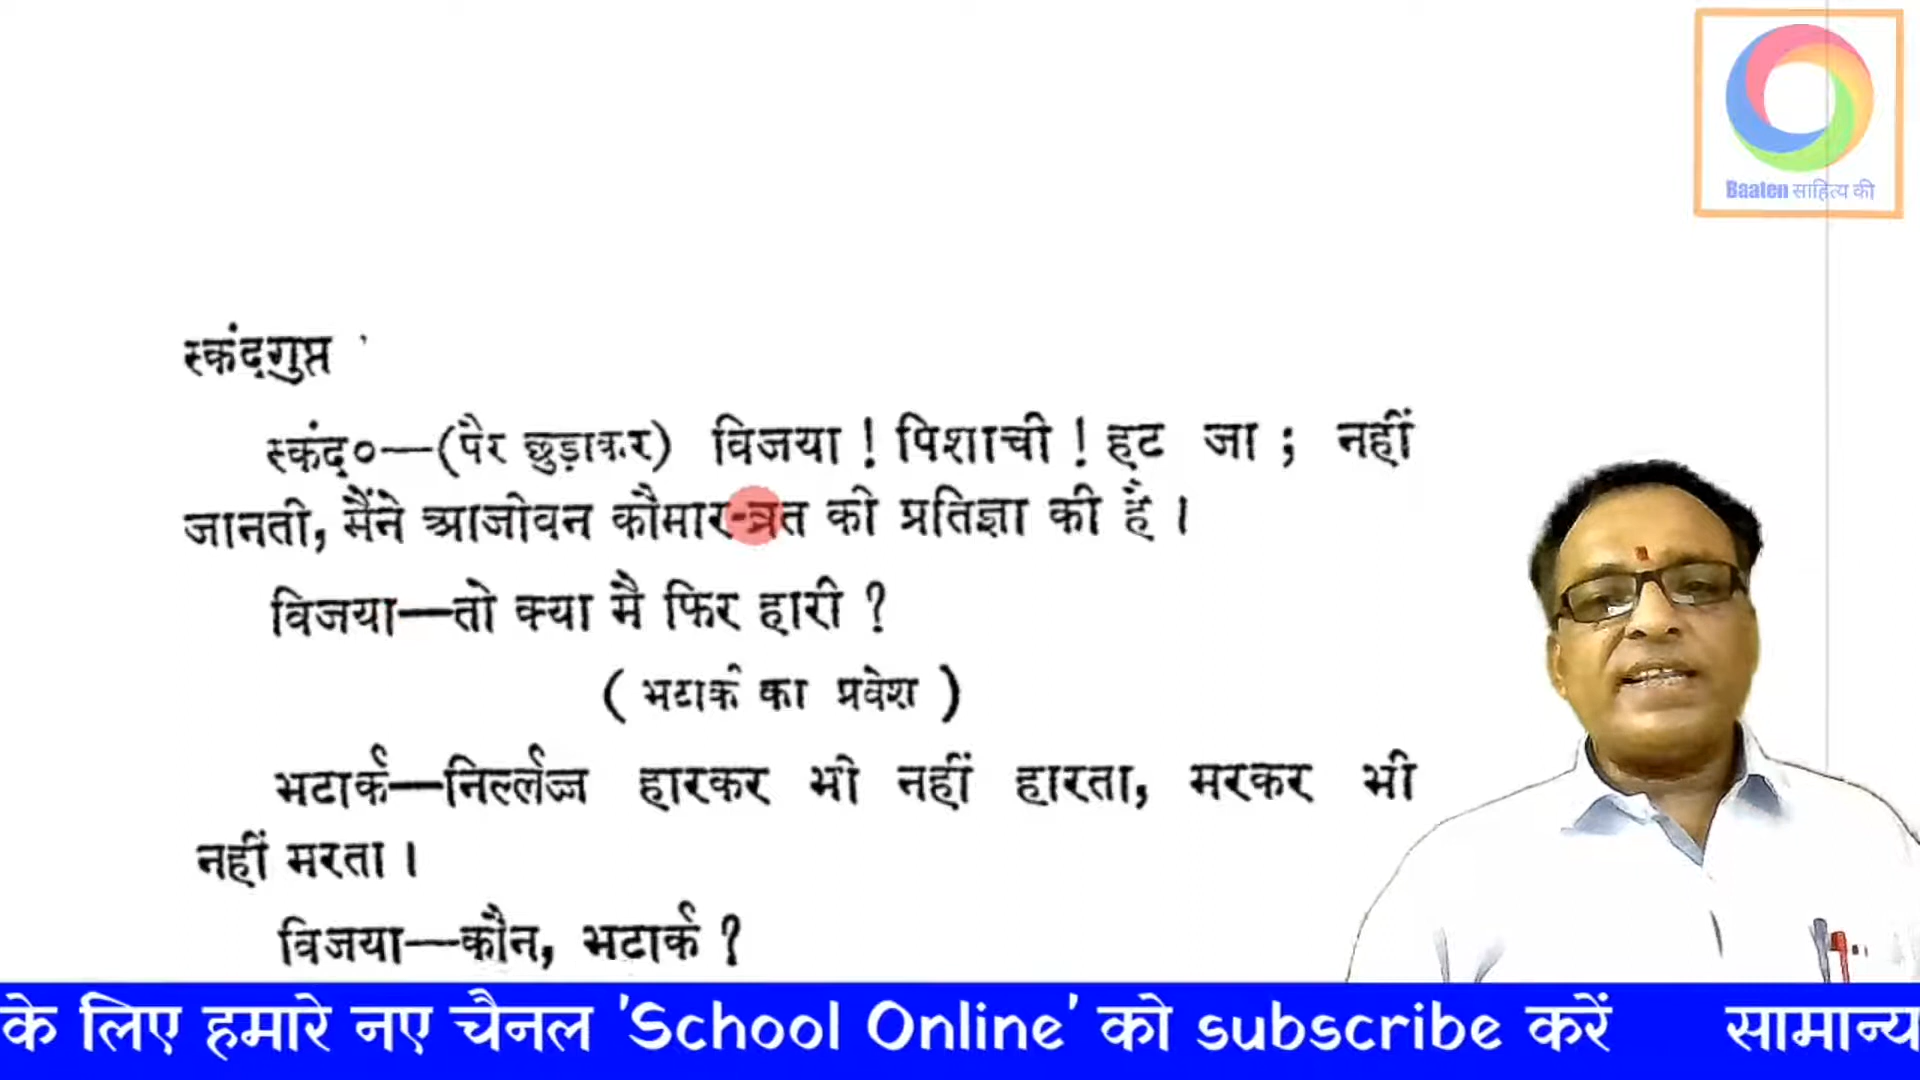 Baaten साहित्य की
स्कंदगुप्त
स्कंद०—(पैर छुड़ाकर) विजया ! पिशाची ! हट जा ; नहीं
जानती, मैंने आजीवन कौमार-व्रत की प्रतिज्ञा की है ।
विजया—तो क्या मै फिर हारी ?
( भटार्क का प्रवेश )
भटार्क—निर्ल्लज्ज हारकर भी नहीं हारता, मरकर भी
नहीं मरता ।
विजया—कौन, भटार्क ?
के लिए हमारे नए चैनल 'School Online' को subscribe करें सामान्य